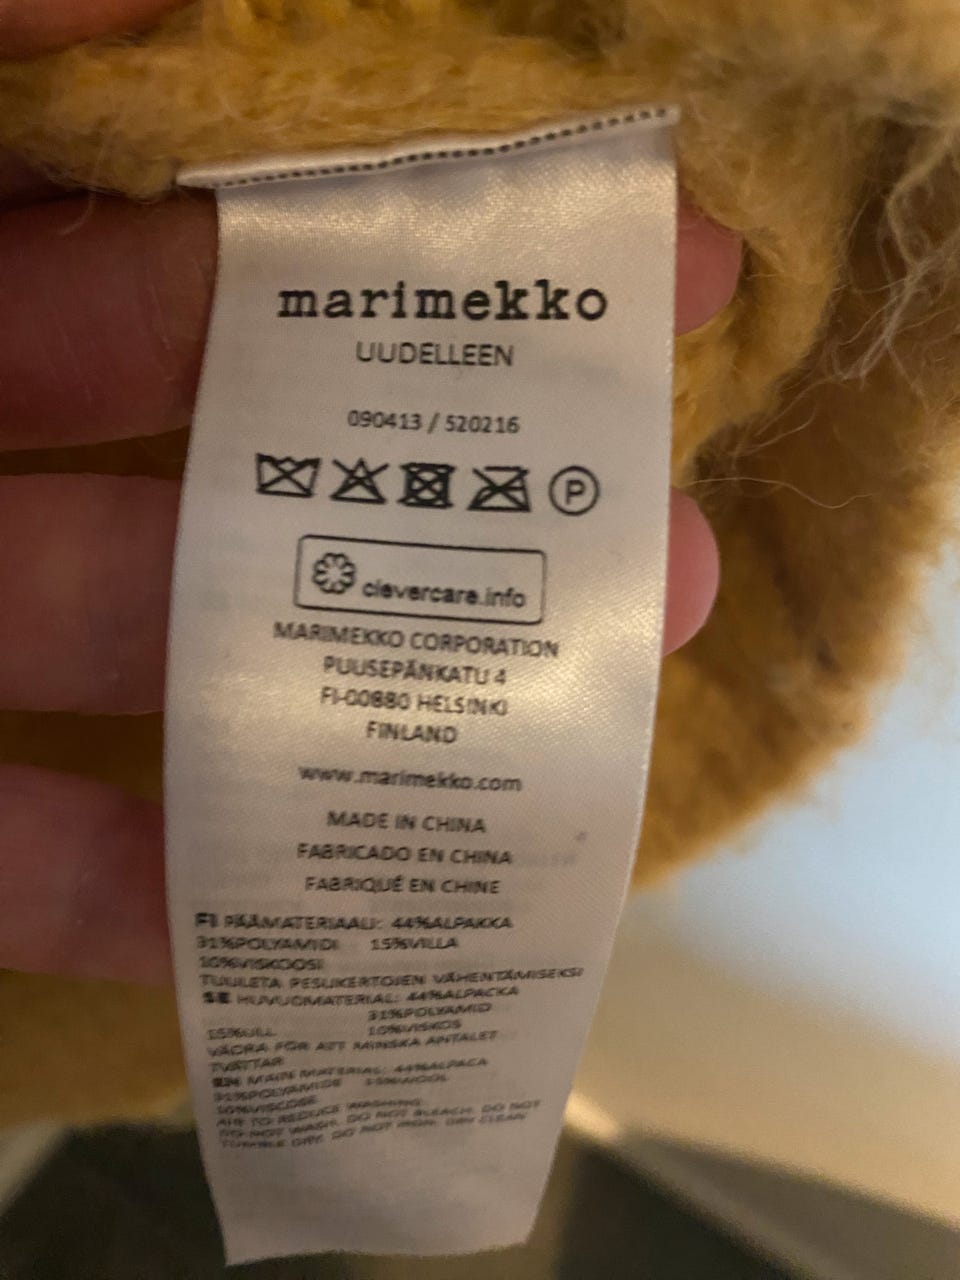 marimekko
UUDELLEEN
090413 / 520216
P
clevercare.info
MARIMEKKO CORPORATION
PUUSEPÄNKATU 4
FI-00880 HELSINKI
FINLAND
www.marimekko.com
MADE IN CHINA
FABRICADO EN CHINA
FABRIQUÉ EN CHINE
FI PÄÄMATERIAALI: 44%ALPAKKA
31%POLYAMIDI 15%VILLA
10%VISKOOSI
TUULETA PESUKERTOJEN VÄHENTÄMISEKSI
SE HUVUDMATERIAL: 44%ALPACKA
31%POLYAMID
15%ULL 10%VISKOS
VÄDRA FÖR ATT MINSKA ANTALET
TVÄTTAR
EN MAIN MATERIAL: 44%ALPACA
31%POLYAMIDE 15%WOOL
10%VISCOSE
AIR TO REDUCE WASHING.
DO NOT WASH. DO NOT BLEACH. DO NOT
TUMBLE DRY. DO NOT IRON. DRY CLEAN